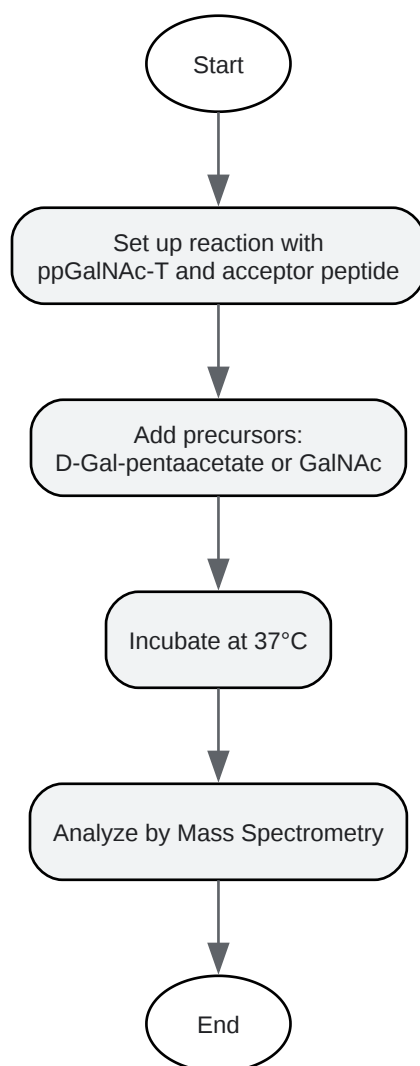 Start
Set up reaction with
ppGalNAc-T and acceptor peptide
Add precursors:
D-Gal-pentaacetate or GalNAc
Incubate at 37°C
Analyze by Mass Spectrometry
End